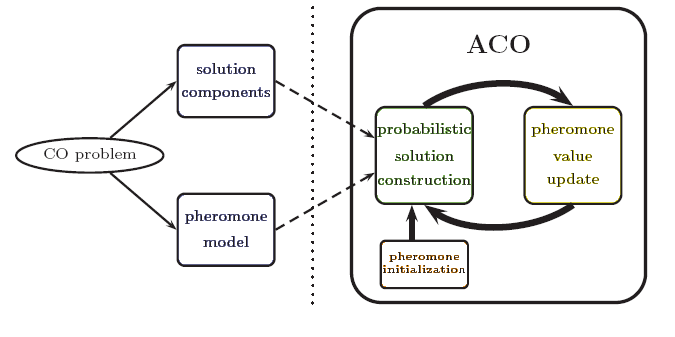 ACO
solution
components
CO problem
pheromone
model
probabilistic
solution
construction
pheromone
value
update
pheromone
initialization